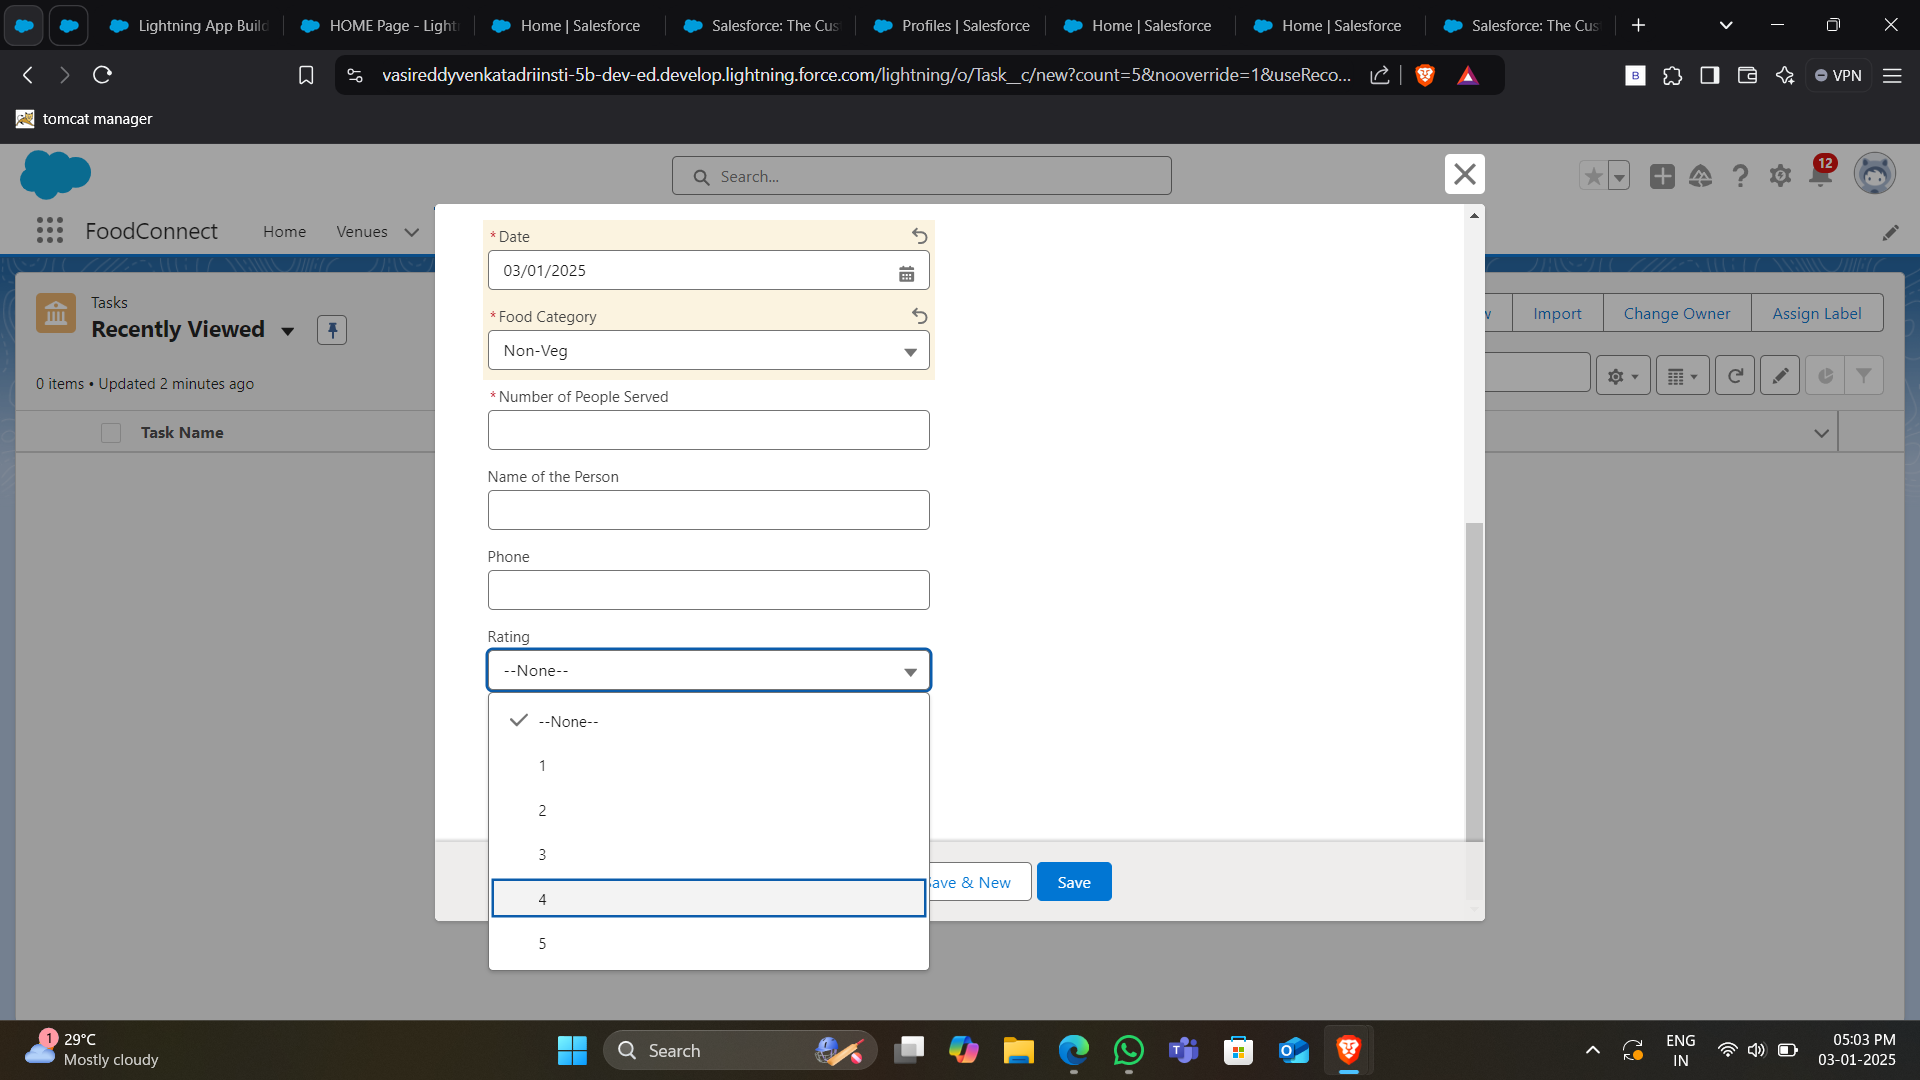 Lightning App Build
HOME Page - Light
Home | Salesforce
Salesforce: The Cus
Profiles | Salesforce
Home | Salesforce
Home | Salesforce
Salesforce: The Cus
vasireddyvenkatadriinsti-5b-dev-ed.develop.lightning.force.com/lightning/o/Task__c/new?count=5&nooverride=1&useReco...
B
VPN
tomcat manager
Search...
12
FoodConnect
Home
Venues
Tasks
Recently Viewed
Import
Change Owner
Assign Label
0 items • Updated 2 minutes ago
Task Name
*Date
03/01/2025
*Food Category
Non-Veg
*Number of People Served
Name of the Person
Phone
Rating
--None--
--None--
1
2
3
4
5
Save & New
Save
1
29°C
Mostly cloudy
Search
ENG
IN
05:03 PM
03-01-2025